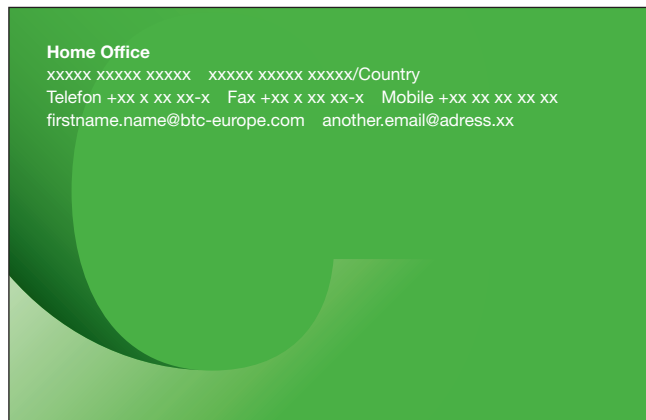 Home Office
xxxxx xxxxx xxxxx xxxxx xxxxx xxxxx/Country
Telefon +xx x xx xx-x Fax +xx x xx xx-x Mobile +xx xx xx xx xx
firstname.name@btc-europe.com another.email@adress.xx